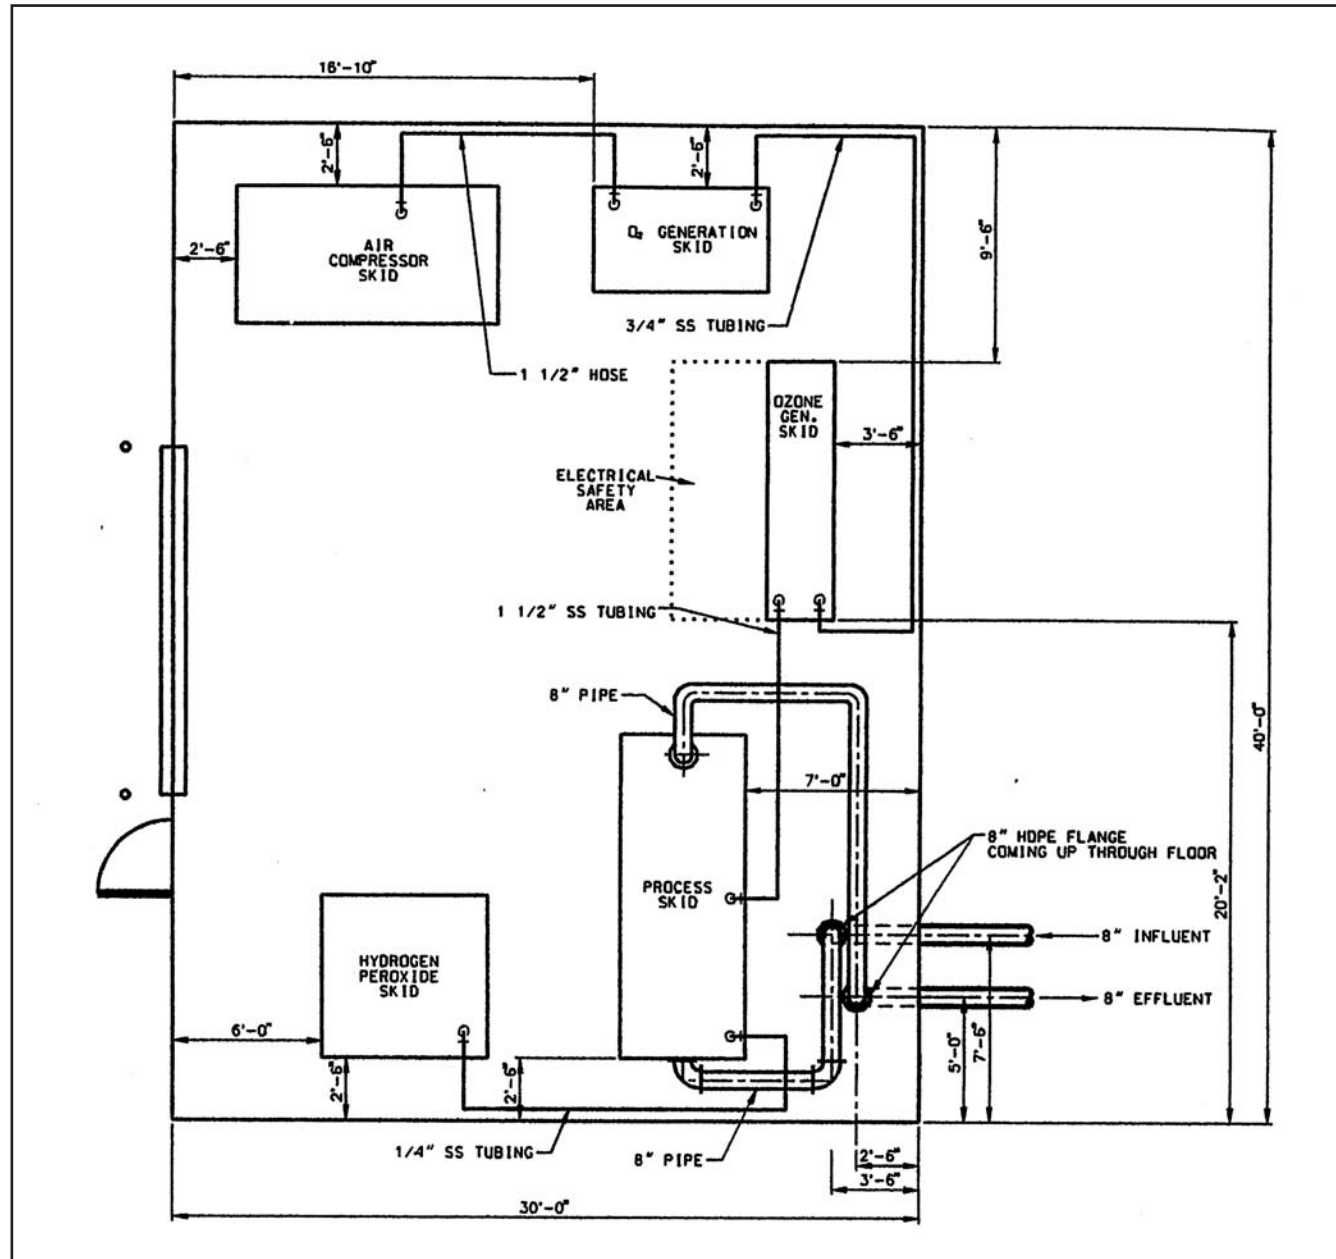 16'-10"
2'-6"
2'-6"
O₂ GENERATION
SKID
AIR
COMPRESSOR
SKID
2'-6"
9'-6"
3/4" SS TUBING
1 1/2" HOSE
OZONE
GEN.
SKID
3'-6"
ELECTRICAL
SAFETY
AREA
1 1/2" SS TUBING
8" PIPE
40'-0"
7'-0"
8" HDPE FLANGE
COMING UP THROUGH FLOOR
PROCESS
SKID
20'-2"
8" INFLUENT
HYDROGEN
PEROXIDE
SKID
8" EFFLUENT
6'-0"
5'-0"
7'-6"
2'-6"
2'-6"
1/4" SS TUBING
8" PIPE
2'-6"
3'-6"
30'-0"